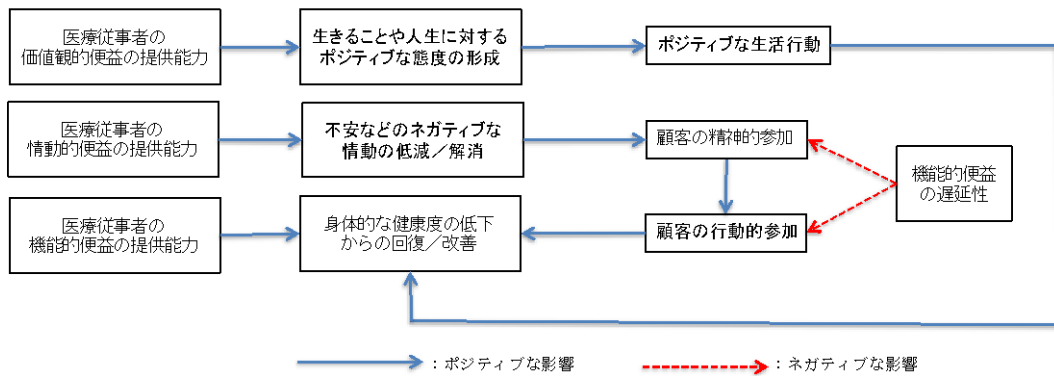 医療従事者の
価値観的便益の提供能力
生きることや人生に対する
ポジティブな態度の形成
ポジティブな生活行動
医療従事者の
情動的便益の提供能力
不安などのネガティブな
情動の低減／解消
顧客の精神的参加
機能的便益
の遅延性
医療従事者の
機能的便益の提供能力
身体的な健康度の低下
からの回復／改善
顧客の行動的参加
：ポジティブな影響
：ネガティブな影響